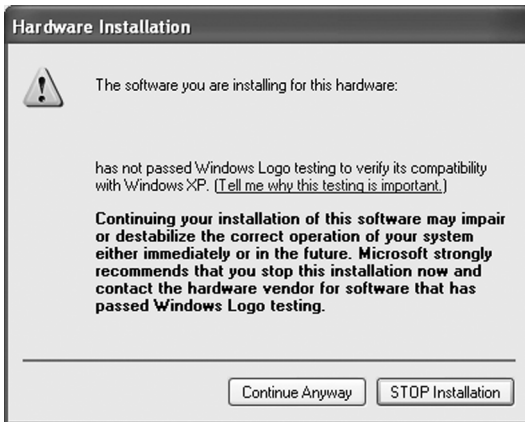 Hardware Installation
The software you are installing for this hardware:
has not passed Windows Logo testing to verify its compatibility
with Windows XP. (Tell me why this testing is important.)
Continuing your installation of this software may impair
or destabilize the correct operation of your system
either immediately or in the future. Microsoft strongly
recommends that you stop this installation now and
contact the hardware vendor for software that has
passed Windows Logo testing.
Continue Anyway STOP Installation